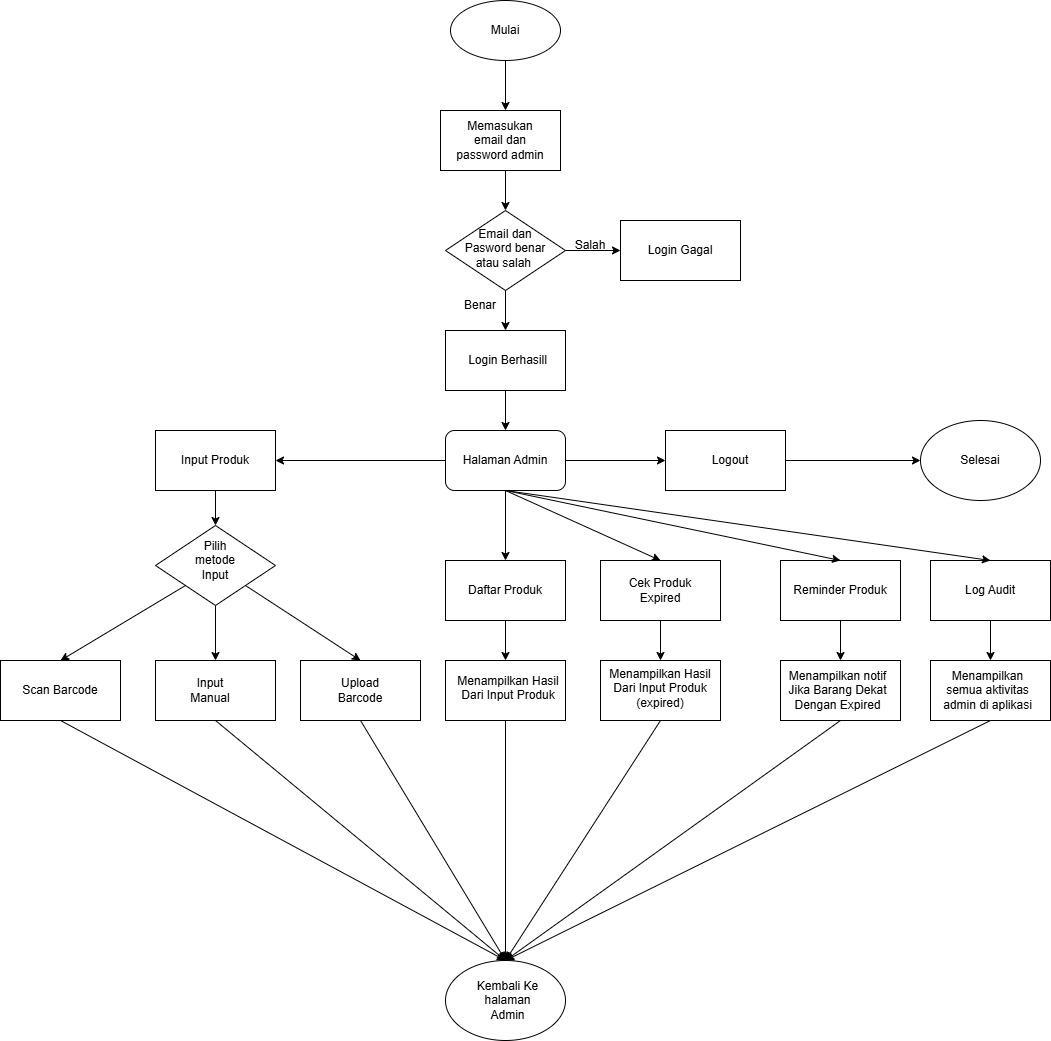 Mulai
Memasukan
email dan
password admin
Email dan
Pasword benar
atau salah
Salah
Login Gagal
Benar
Login Berhasill
Input Produk
Halaman Admin
Logout
Selesai
Pilih
metode
Input
Daftar Produk
Cek Produk
Expired
Reminder Produk
Log Audit
Scan Barcode
Input
Manual
Upload
Barcode
Menampilkan Hasil
Dari Input Produk
Menampilkan Hasil
Dari Input Produk
(expired)
Menampilkan notif
Jika Barang Dekat
Dengan Expired
Menampilkan
semua aktivitas
admin di aplikasi
Kembali Ke
halaman
Admin